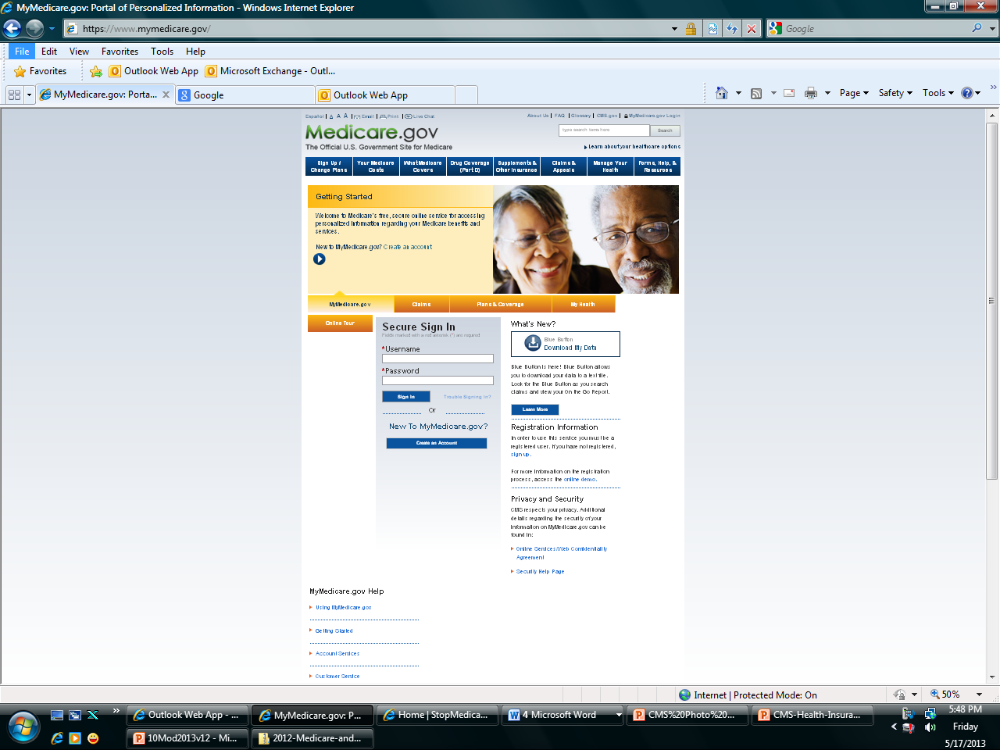 MyMedicare.gov: Portal of Personalized Information - Windows Internet Explorer
https://www.mymedicare.gov/
Google
File Edit View Favorites Tools Help
Favorites Outlook Web App Microsoft Exchange - Outl...
MyMedicare.gov: Porta... Google Outlook Web App Page Safety Tools
Español A A A Email Print Live Chat About Us FAQ Glossary CMS.gov MyMedicare.gov Login
Medicare.gov
type search term here Search
The Official U.S. Government Site for Medicare Learn about your healthcare options
Sign Up / Change Plans
Your Medicare Costs
What Medicare Covers
Drug Coverage (Part D)
Supplements & Other Insurance
Claims & Appeals
Manage Your Health
Forms, Help, & Resources
Getting Started
Welcome to Medicare's free, secure online service for accessing
personalized information regarding your Medicare benefits and
services.
New to MyMedicare.gov? Create an account
MyMedicare.gov Claims Plans & Coverage My Health
Online Tour
Secure Sign In
Fields marked with a red asterisk (*) are required
*Username
*Password
Sign In Trouble Signing In?
Or
New To MyMedicare.gov?
Create an Account
What's New?
Blue Button
Download My Data
Blue Button is here! Blue Button allows
you to download your data to a text file.
Look for the Blue Button as you search
claims and view your On the Go Report.
Learn More
Registration Information
In order to use this service you must be a
registered user. If you have not registered,
sign up.
For more information on the registration
process, access the online demo.
Privacy and Security
CMS respects your privacy. Additional
details regarding the security of your
information on MyMedicare.gov can be
found in:
Online Services/Web Confidentiality
Agreement
Security Help Page
MyMedicare.gov Help
Using MyMedicare.gov
Getting Started
Account Services
Customer Service
Internet | Protected Mode: On 50%
Outlook Web App - ... MyMedicare.gov: P... Home | StopMedica... 4 Microsoft Word CMS%20Photo%20... CMS-Health-Insura... 5:48 PM
10Mod2013v12 - Mi... 2012-Medicare-and... Friday
5/17/2013